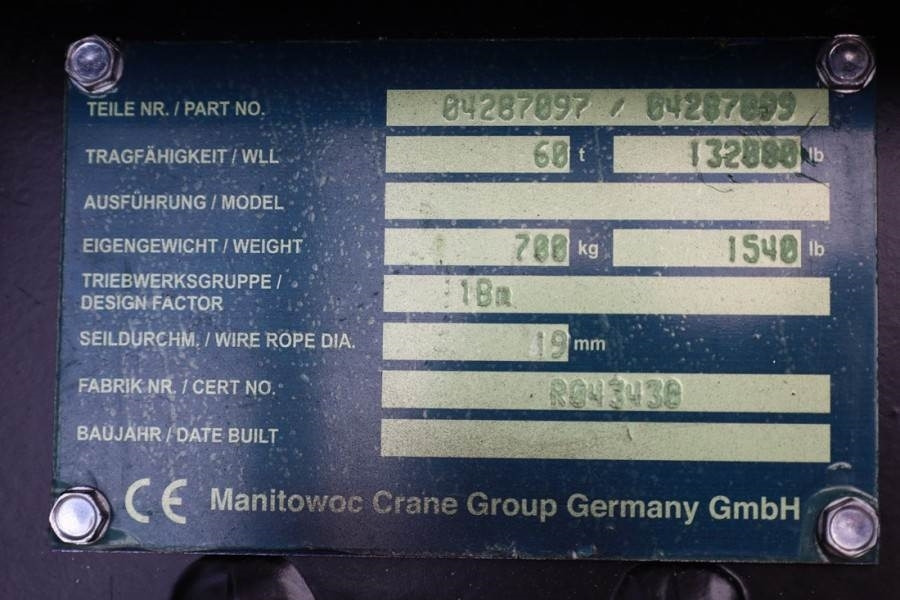 TEILE NR. / PART NO. 04287097 / 04287099
TRAGFÄHIGKEIT / WLL 60 t 132000 lb
AUSFÜHRUNG / MODEL
EIGENGEWICHT / WEIGHT 700 kg 1540 lb
TRIEBWERKSGRUPPE /
DESIGN FACTOR 1Bm
SEILDURCHM. / WIRE ROPE DIA. 19 mm
FABRIK NR. / CERT NO. R043430
BAUJAHR / DATE BUILT
CE Manitowoc Crane Group Germany GmbH